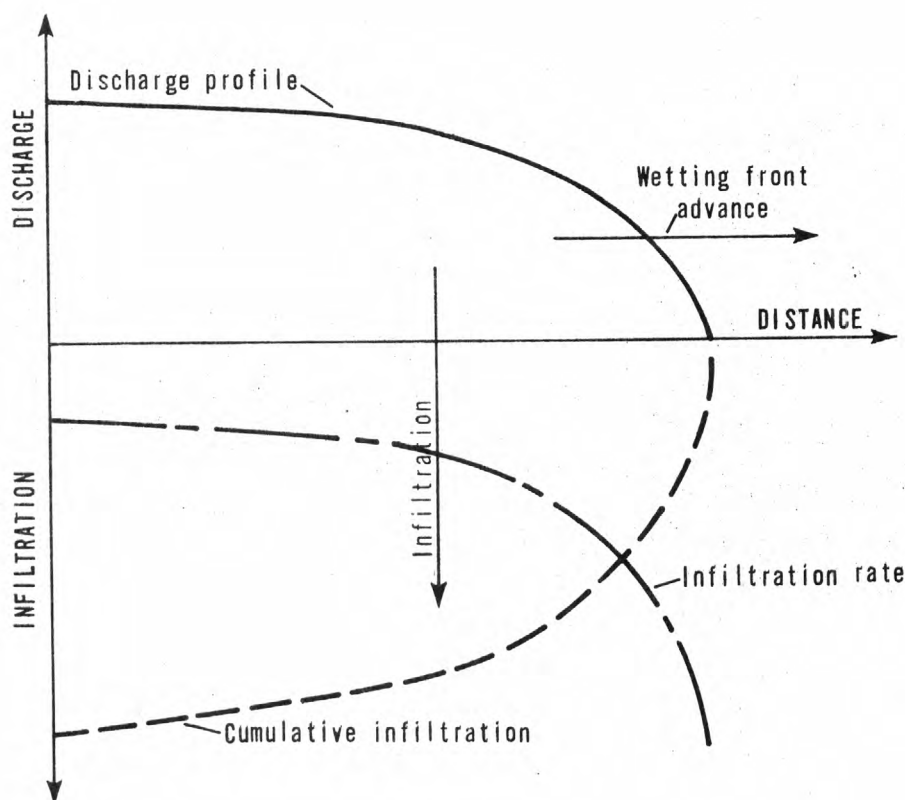 Discharge profile
DISCHARGE
Wetting front
advance
DISTANCE
Infiltration
INFILTRATION
Infiltration rate
Cumulative infiltration